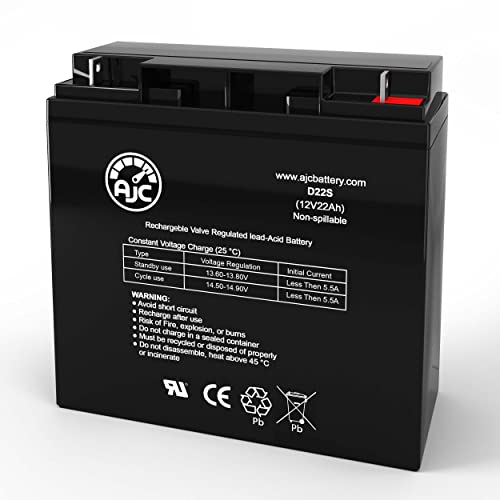 AJC
www.ajcbattery.com
D22S
(12V22Ah)
Non-spillable
Rechargeble Valve Regulated lead-Acid Battery
Constant Voltage Charge (25 °C)
Type Voltage Regulation Initial Current
Standby use 13.60-13.80V Less Then 5.5A
Cycle use 14.50-14.90V Less Then 5.5A
WARNING:
● Avoid short circuit
● Recharge after use
● Risk of Fire, explosion, or burns
● Do not charge in a sealed container
● Must be recycled or disposed of properly
● Do not disassemble, heat above 45 °C
or incinerate
Pb
Pb